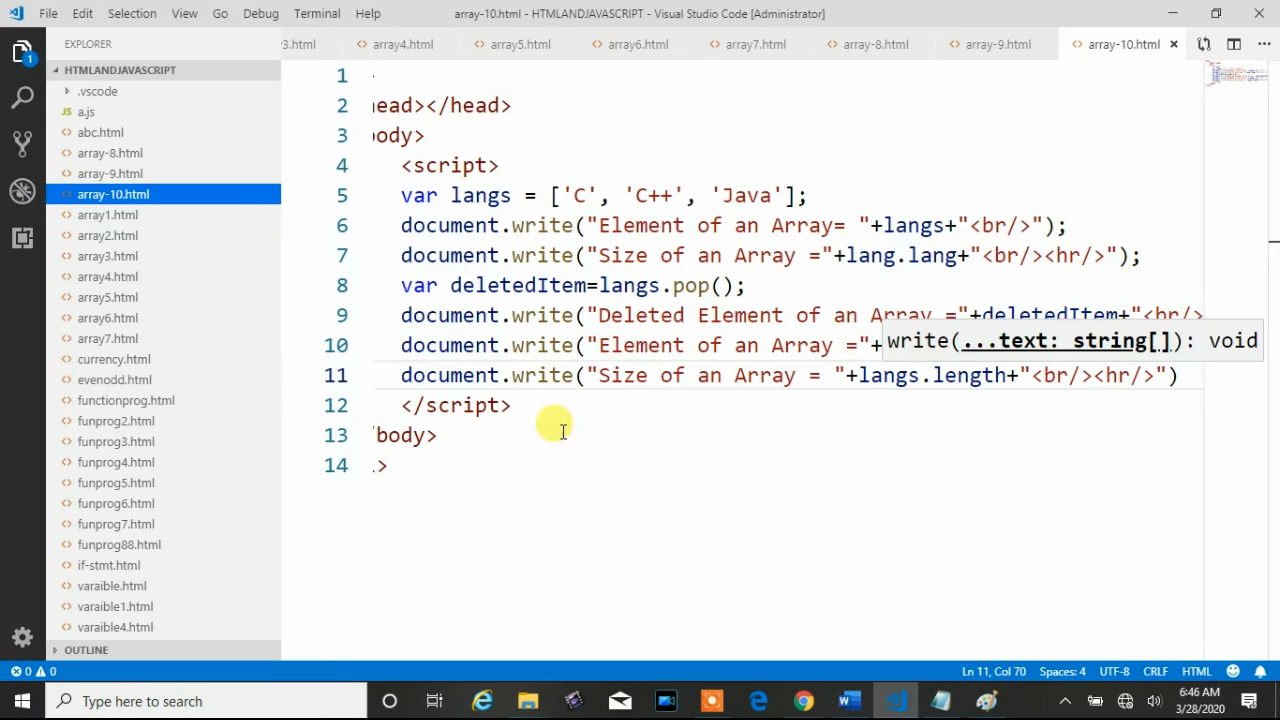 File Edit Selection View Go Debug Terminal Help array-10.html - HTMLANDJAVASCRIPT - Visual Studio Code [Administrator]
EXPLORER 3.html array4.html array5.html array6.html array7.html array-8.html array-9.html array-10.html
HTMLANDJAVASCRIPT
.vscode
JS a.js
abc.html
array-8.html
array-9.html
array-10.html
array1.html
array2.html
array3.html
array4.html
array5.html
array6.html
array7.html
currency.html
evenodd.html
functionprog.html
funprog2.html
funprog3.html
funprog4.html
funprog5.html
funprog6.html
funprog7.html
funprog88.html
if-stmt.html
varaible.html
varaible1.html
varaible4.html
OUTLINE
1
1
2 head></head>
3 body>
4 <script>
5 var langs = ['C', 'C++', 'Java'];
6 document.write("Element of an Array= "+langs+"<br/>");
7 document.write("Size of an Array ="+lang.lang+"<br/><hr/>");
8 var deletedItem=langs.pop();
9 document.write("Deleted Element of an Array ="+deletedItem+"<br/>
10 document.write("Element of an Array ="+
write(...text: string[]): void
11 document.write("Size of an Array = "+langs.length+"<br/><hr/>")
12 </script>
13 /body>
14 l>
0 0 Ln 11, Col 70 Spaces: 4 UTF-8 CRLF HTML
Type here to search
6:46 AM
3/28/2020